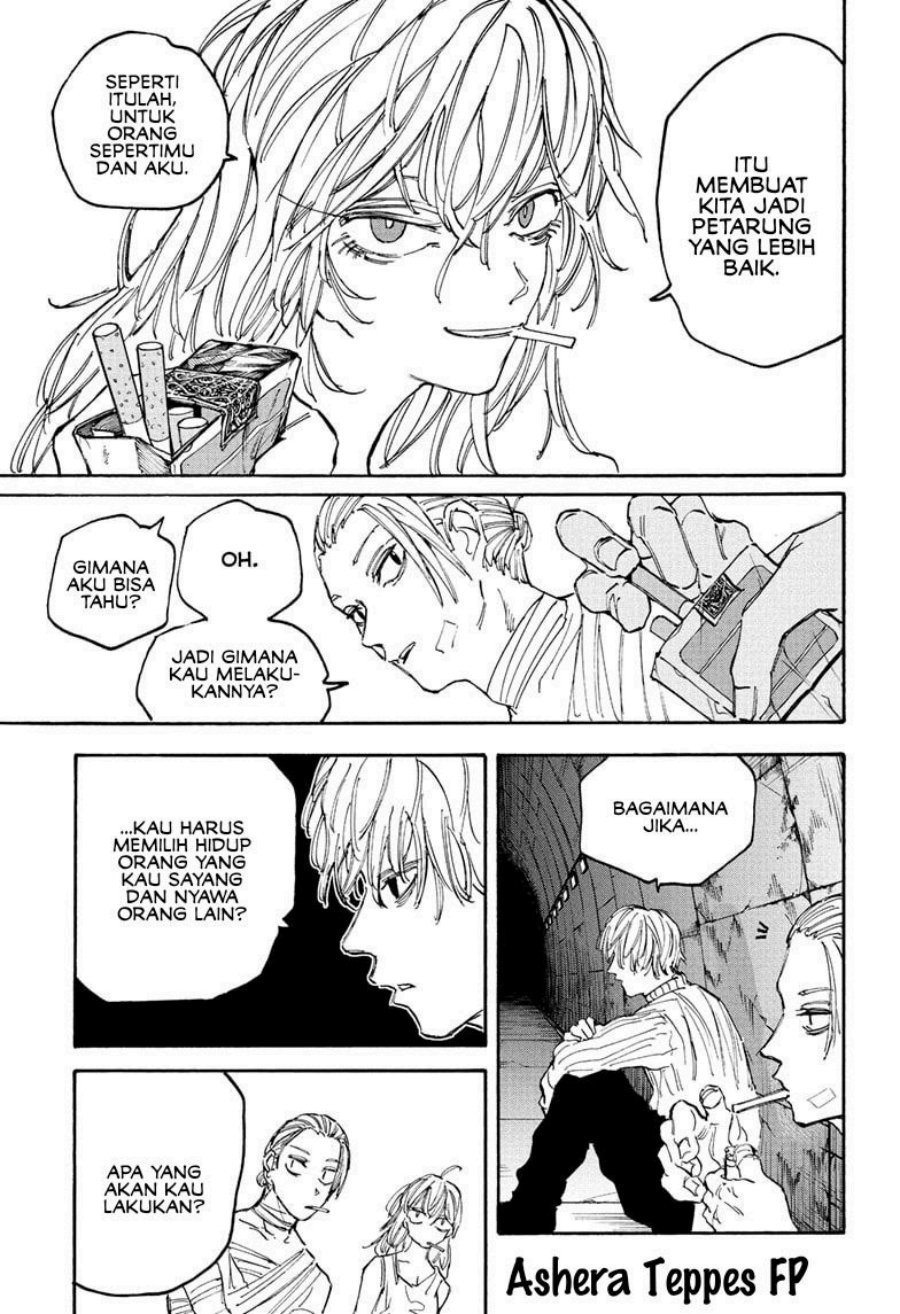 ITU
MEMBUAT
KITA JADI
PETARUNG
YANG LEBIH
BAIK.
SEPERTI
ITULAH,
UNTUK
ORANG
SEPERTIMU
DAN AKU.
OH.
JADI GIMANA
KAU MELAKU-
KANNYA?
GIMANA
AKU BISA
TAHU?
BAGAIMANA
JIKA...
...KAU HARUS
MEMILIH HIDUP
ORANG YANG
KAU SAYANG
DAN NYAWA
ORANG LAIN?
APA YANG
AKAN KAU
LAKUKAN?
Ashera Teppes FP